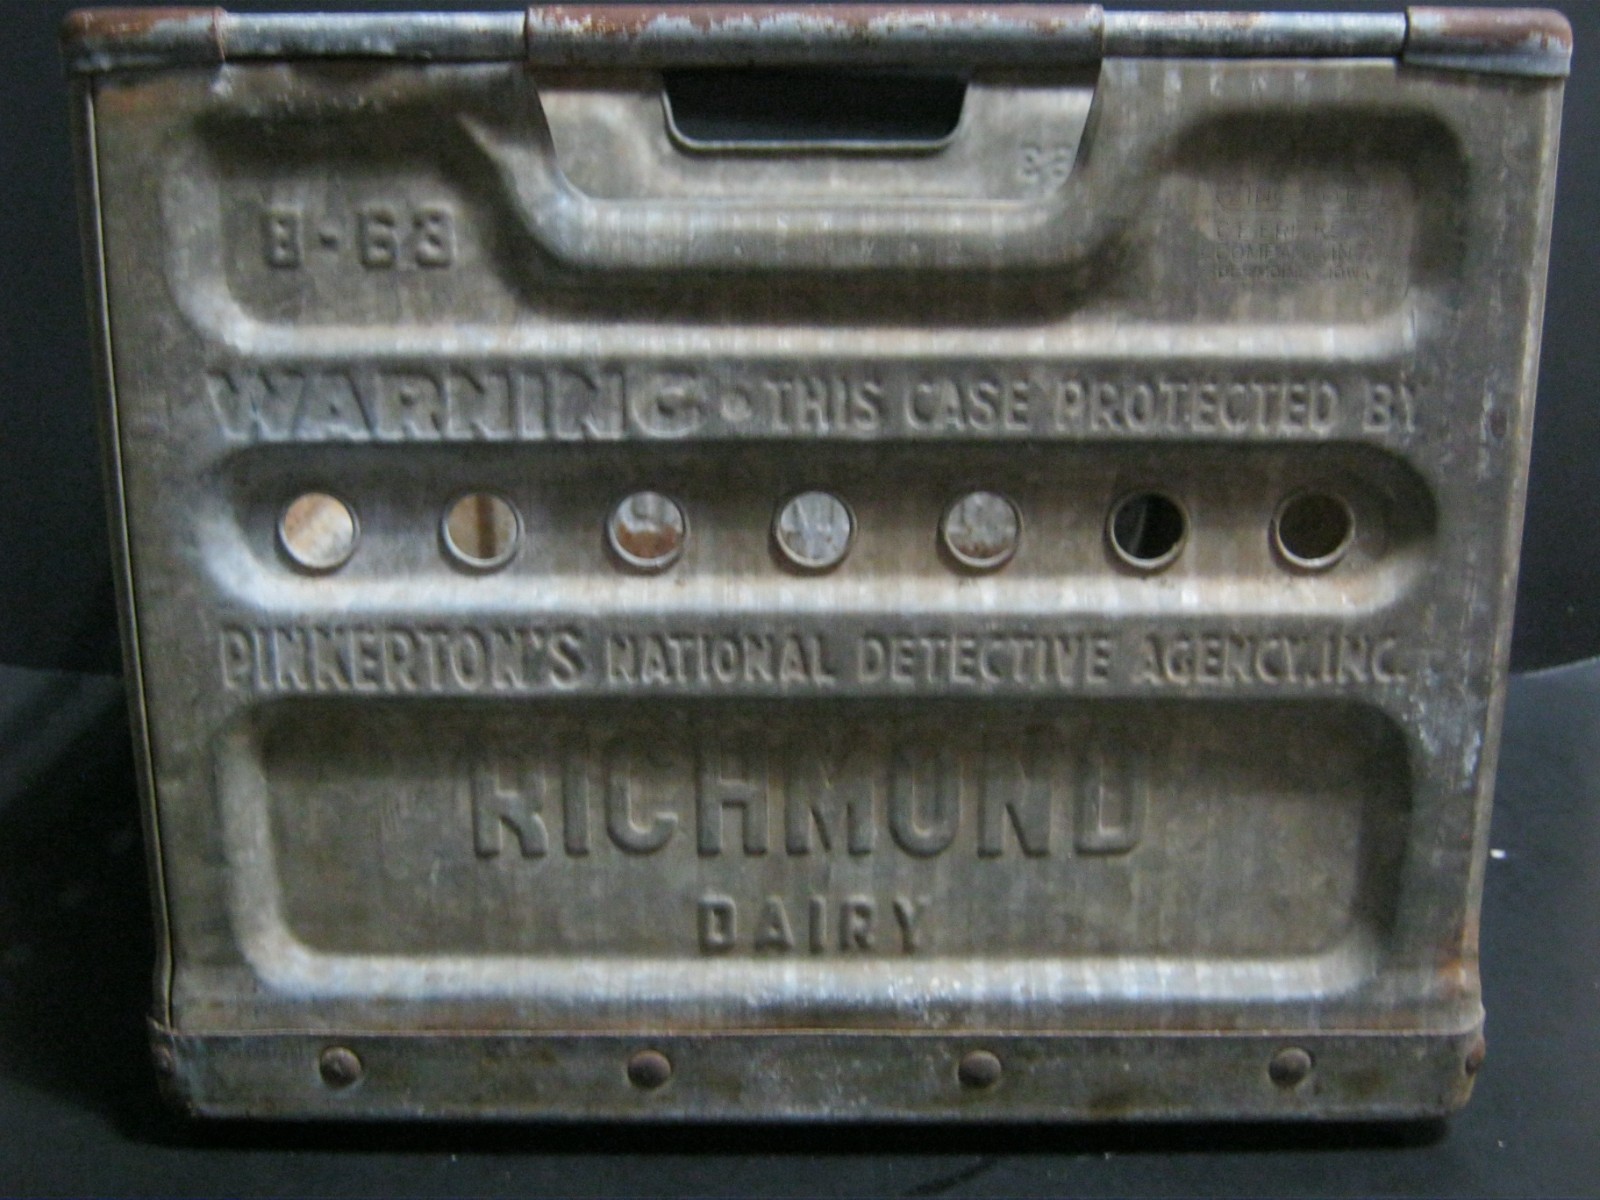 8-63
WARNING • THIS CASE PROTECTED BY
PINKERTON'S NATIONAL DETECTIVE AGENCY, INC.
RICHMOND
DAIRY